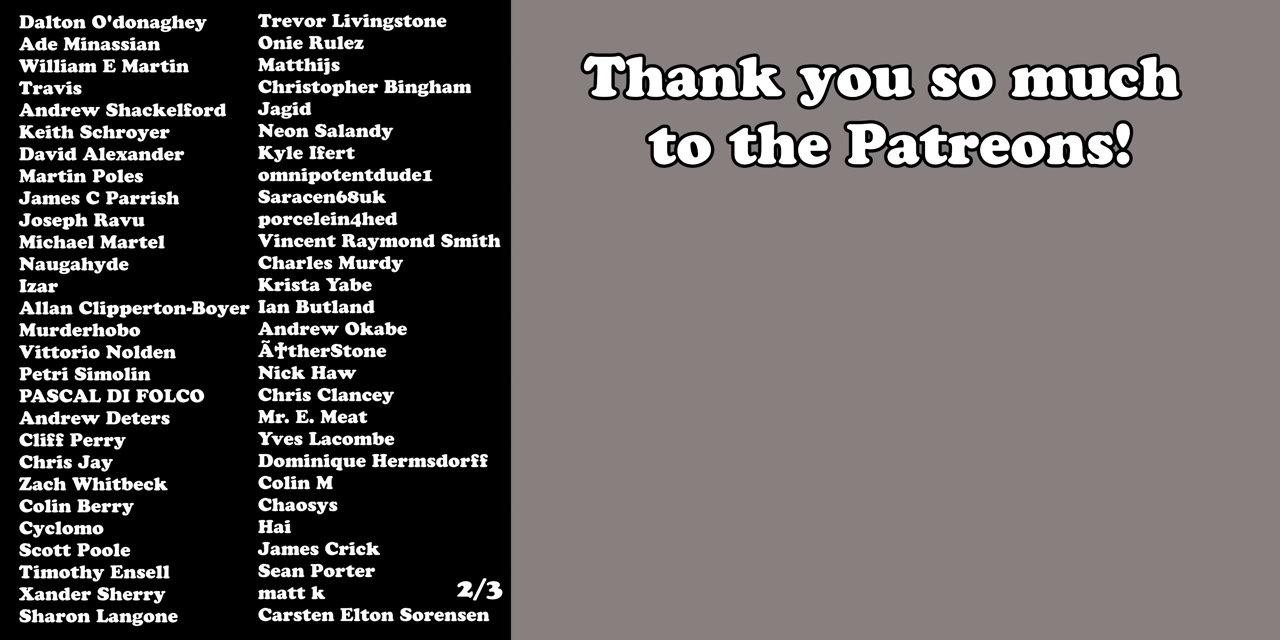 Dalton O'donaghey
Ade Minassian
William E Martin
Travis
Andrew Shackelford
Keith Schroyer
David Alexander
Martin Poles
James C Parrish
Joseph Ravu
Michael Martel
Naugahyde
Izar
Allan Clipperton-Boyer
Murderhobo
Vittorio Nolden
Petri Simolin
PASCAL DI FOLCO
Andrew Deters
Cliff Perry
Chris Jay
Zach Whitbeck
Colin Berry
Cyclomo
Scott Poole
Timothy Ensell
Xander Sherry
Sharon Langone
Trevor Livingstone
Onie Rulez
Matthijs
Christopher Bingham
Jagid
Neon Salandy
Kyle Ifert
omnipotentdude1
Saracen68uk
porcelein4hed
Vincent Raymond Smith
Charles Murdy
Krista Yabe
Ian Butland
Andrew Okabe
Ã†therStone
Nick Haw
Chris Clancey
Mr. E. Meat
Yves Lacombe
Dominique Hermsdorff
Colin M
Chaosys
Hai
James Crick
Sean Porter
matt k
Carsten Elton Sorensen
2/3
Thank you so much
to the Patreons!